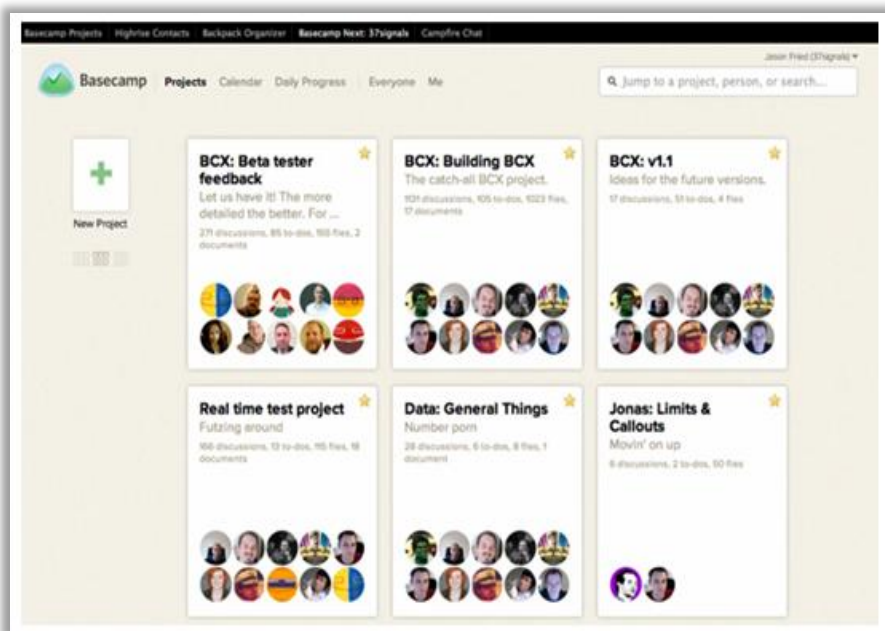 Basecamp Projects Highrise Contacts Backpack Organizer Basecamp Next: 37signals Campfire Chat
Jason Fried (37signals)
Basecamp Projects Calendar Daily Progress Everyone Me
Jump to a project, person, or search...
New Project
BCX: Beta tester
feedback
Let us have it! The more
detailed the better. For ...
271 discussions, 85 to-dos, 155 files, 2
documents
BCX: Building BCX
The catch-all BCX project.
1131 discussions, 105 to-dos, 1023 files,
17 documents
BCX: v1.1
Ideas for the future versions.
17 discussions, 51 to-dos, 4 files
Real time test project
Futzing around
166 discussions, 13 to-dos, 115 files, 18
documents
Data: General Things
Number porn
28 discussions, 6 to-dos, 8 files, 1
document
Jonas: Limits &
Callouts
Movin' on up
6 discussions, 2 to-dos, 50 files